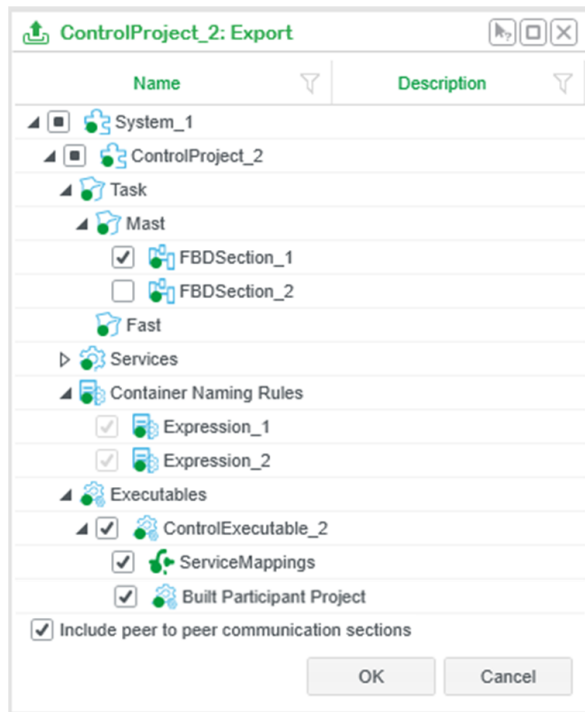 ControlProject_2: Export
Name Description
System_1
ControlProject_2
Task
Mast
FBDSection_1
FBDSection_2
Fast
Services
Container Naming Rules
Expression_1
Expression_2
Executables
ControlExecutable_2
ServiceMappings
Built Participant Project
Include peer to peer communication sections
OK Cancel